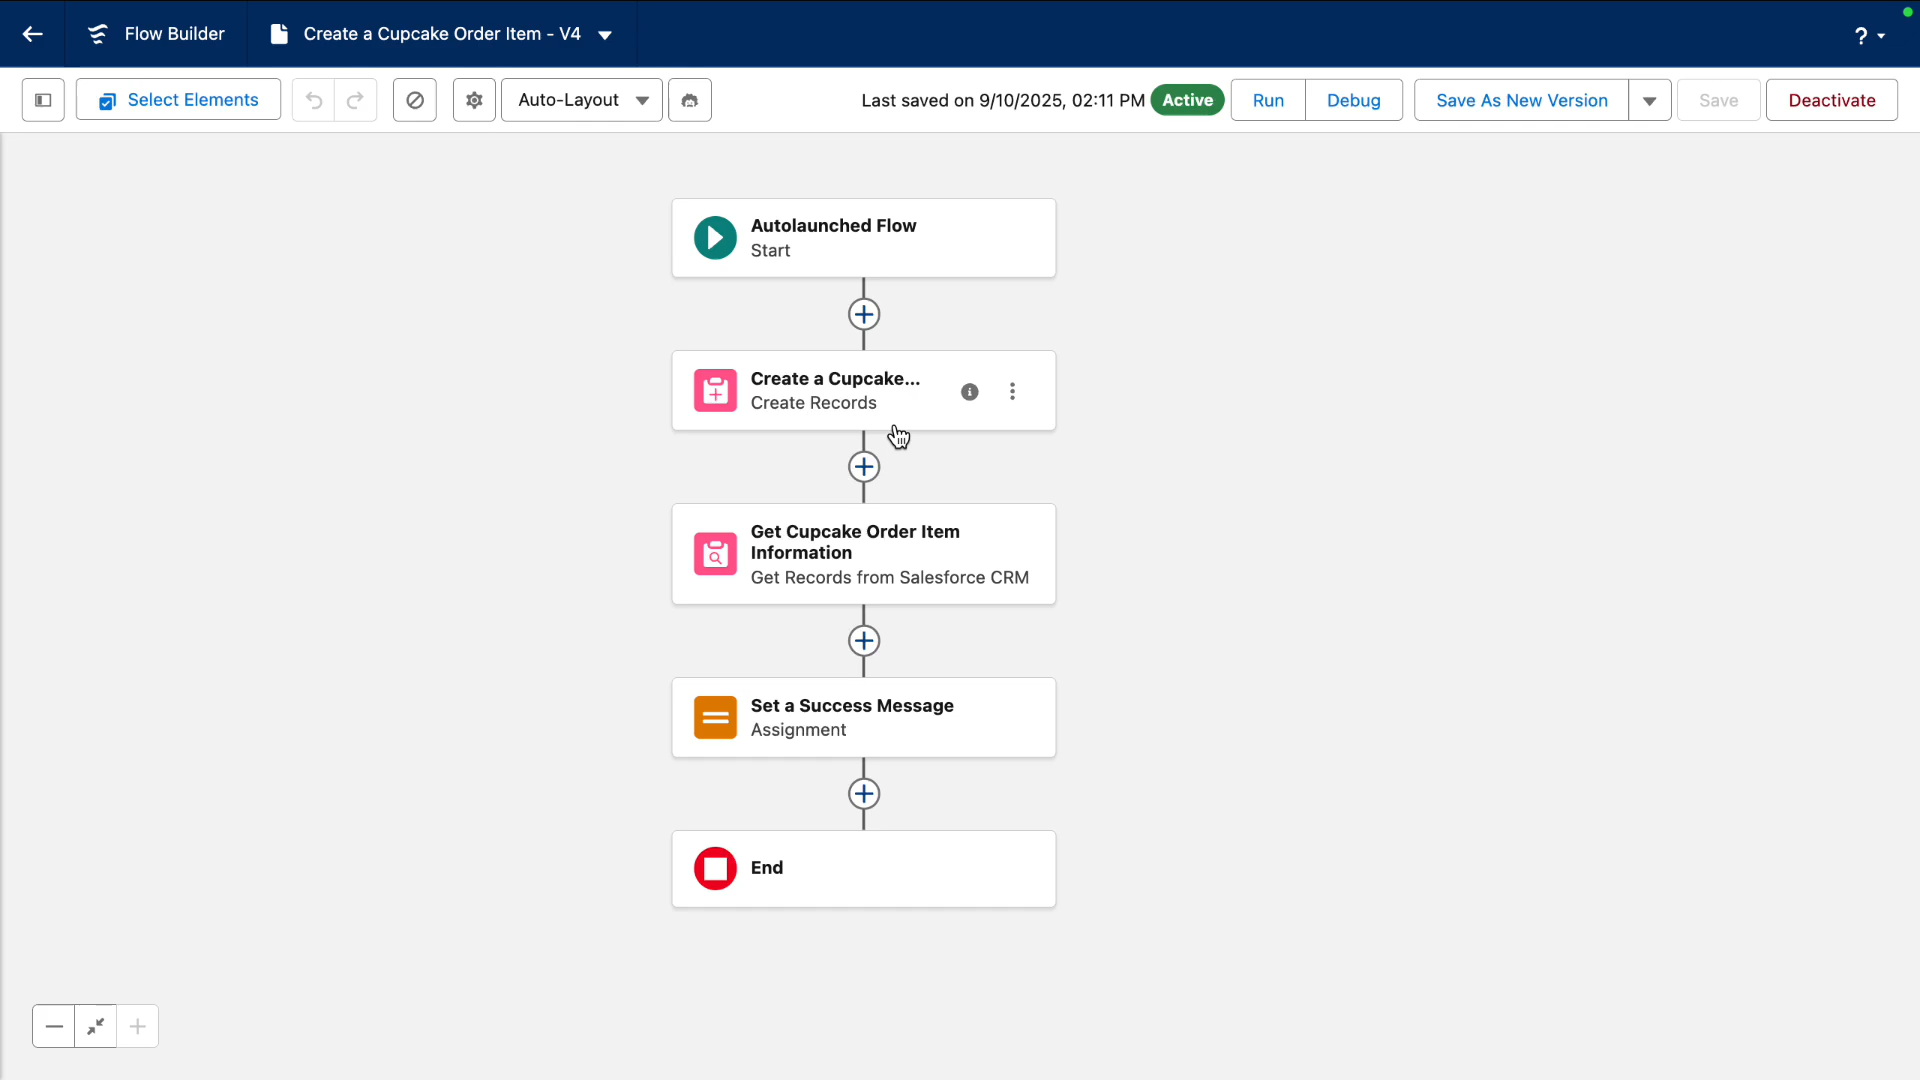 Flow Builder
Create a Cupcake Order Item - V4
?
Select Elements
Auto-Layout
Last saved on 9/10/2025, 02:11 PM
Active
Run
Debug
Save As New Version
Save
Deactivate
Autolaunched Flow
Start
Create a Cupcake...
Create Records
Get Cupcake Order Item
Information
Get Records from Salesforce CRM
Set a Success Message
Assignment
End